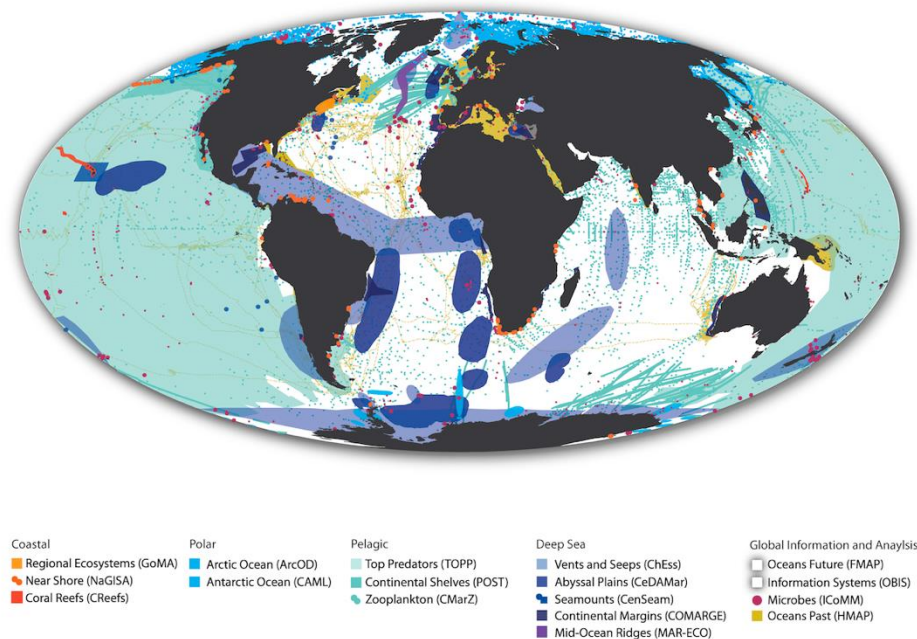 Coastal
Regional Ecosystems (GoMA)
Near Shore (NaGISA)
Coral Reefs (CReefs)
Polar
Arctic Ocean (ArcOD)
Antarctic Ocean (CAML)
Pelagic
Top Predators (TOPP)
Continental Shelves (POST)
Zooplankton (CMarZ)
Deep Sea
Vents and Seeps (ChEss)
Abyssal Plains (CeDAMar)
Seamounts (CenSeam)
Continental Margins (COMARGE)
Mid-Ocean Ridges (MAR-ECO)
Global Information and Anaylsis
Oceans Future (FMAP)
Information Systems (OBIS)
Microbes (ICoMM)
Oceans Past (HMAP)